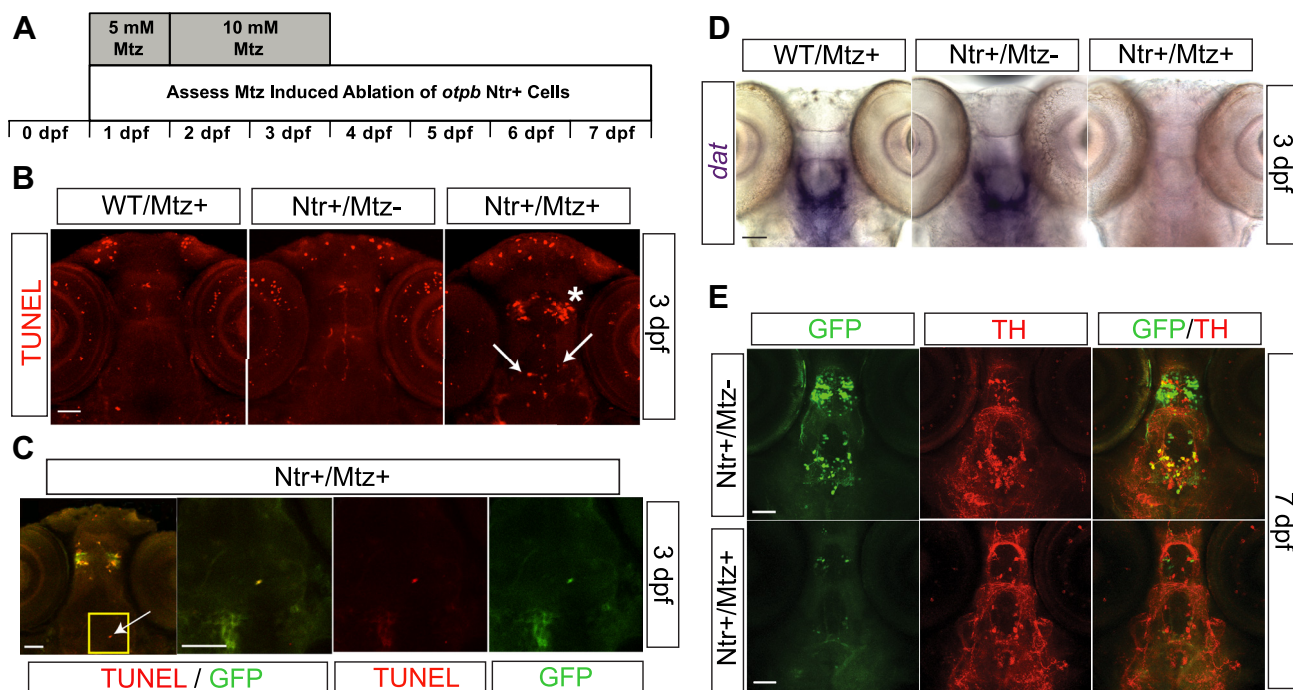 A
5 mM
Mtz
10 mM
Mtz
Assess Mtz Induced Ablation of otpb Ntr+ Cells
0 dpf 1 dpf 2 dpf 3 dpf 4 dpf 5 dpf 6 dpf 7 dpf
B
WT/Mtz+ Ntr+/Mtz- Ntr+/Mtz+
TUNEL
*
3 dpf
C
Ntr+/Mtz+
3 dpf
TUNEL / GFP TUNEL GFP
D
WT/Mtz+ Ntr+/Mtz- Ntr+/Mtz+
dat
3 dpf
E
GFP TH GFP/TH
Ntr+/Mtz-
Ntr+/Mtz+
7 dpf